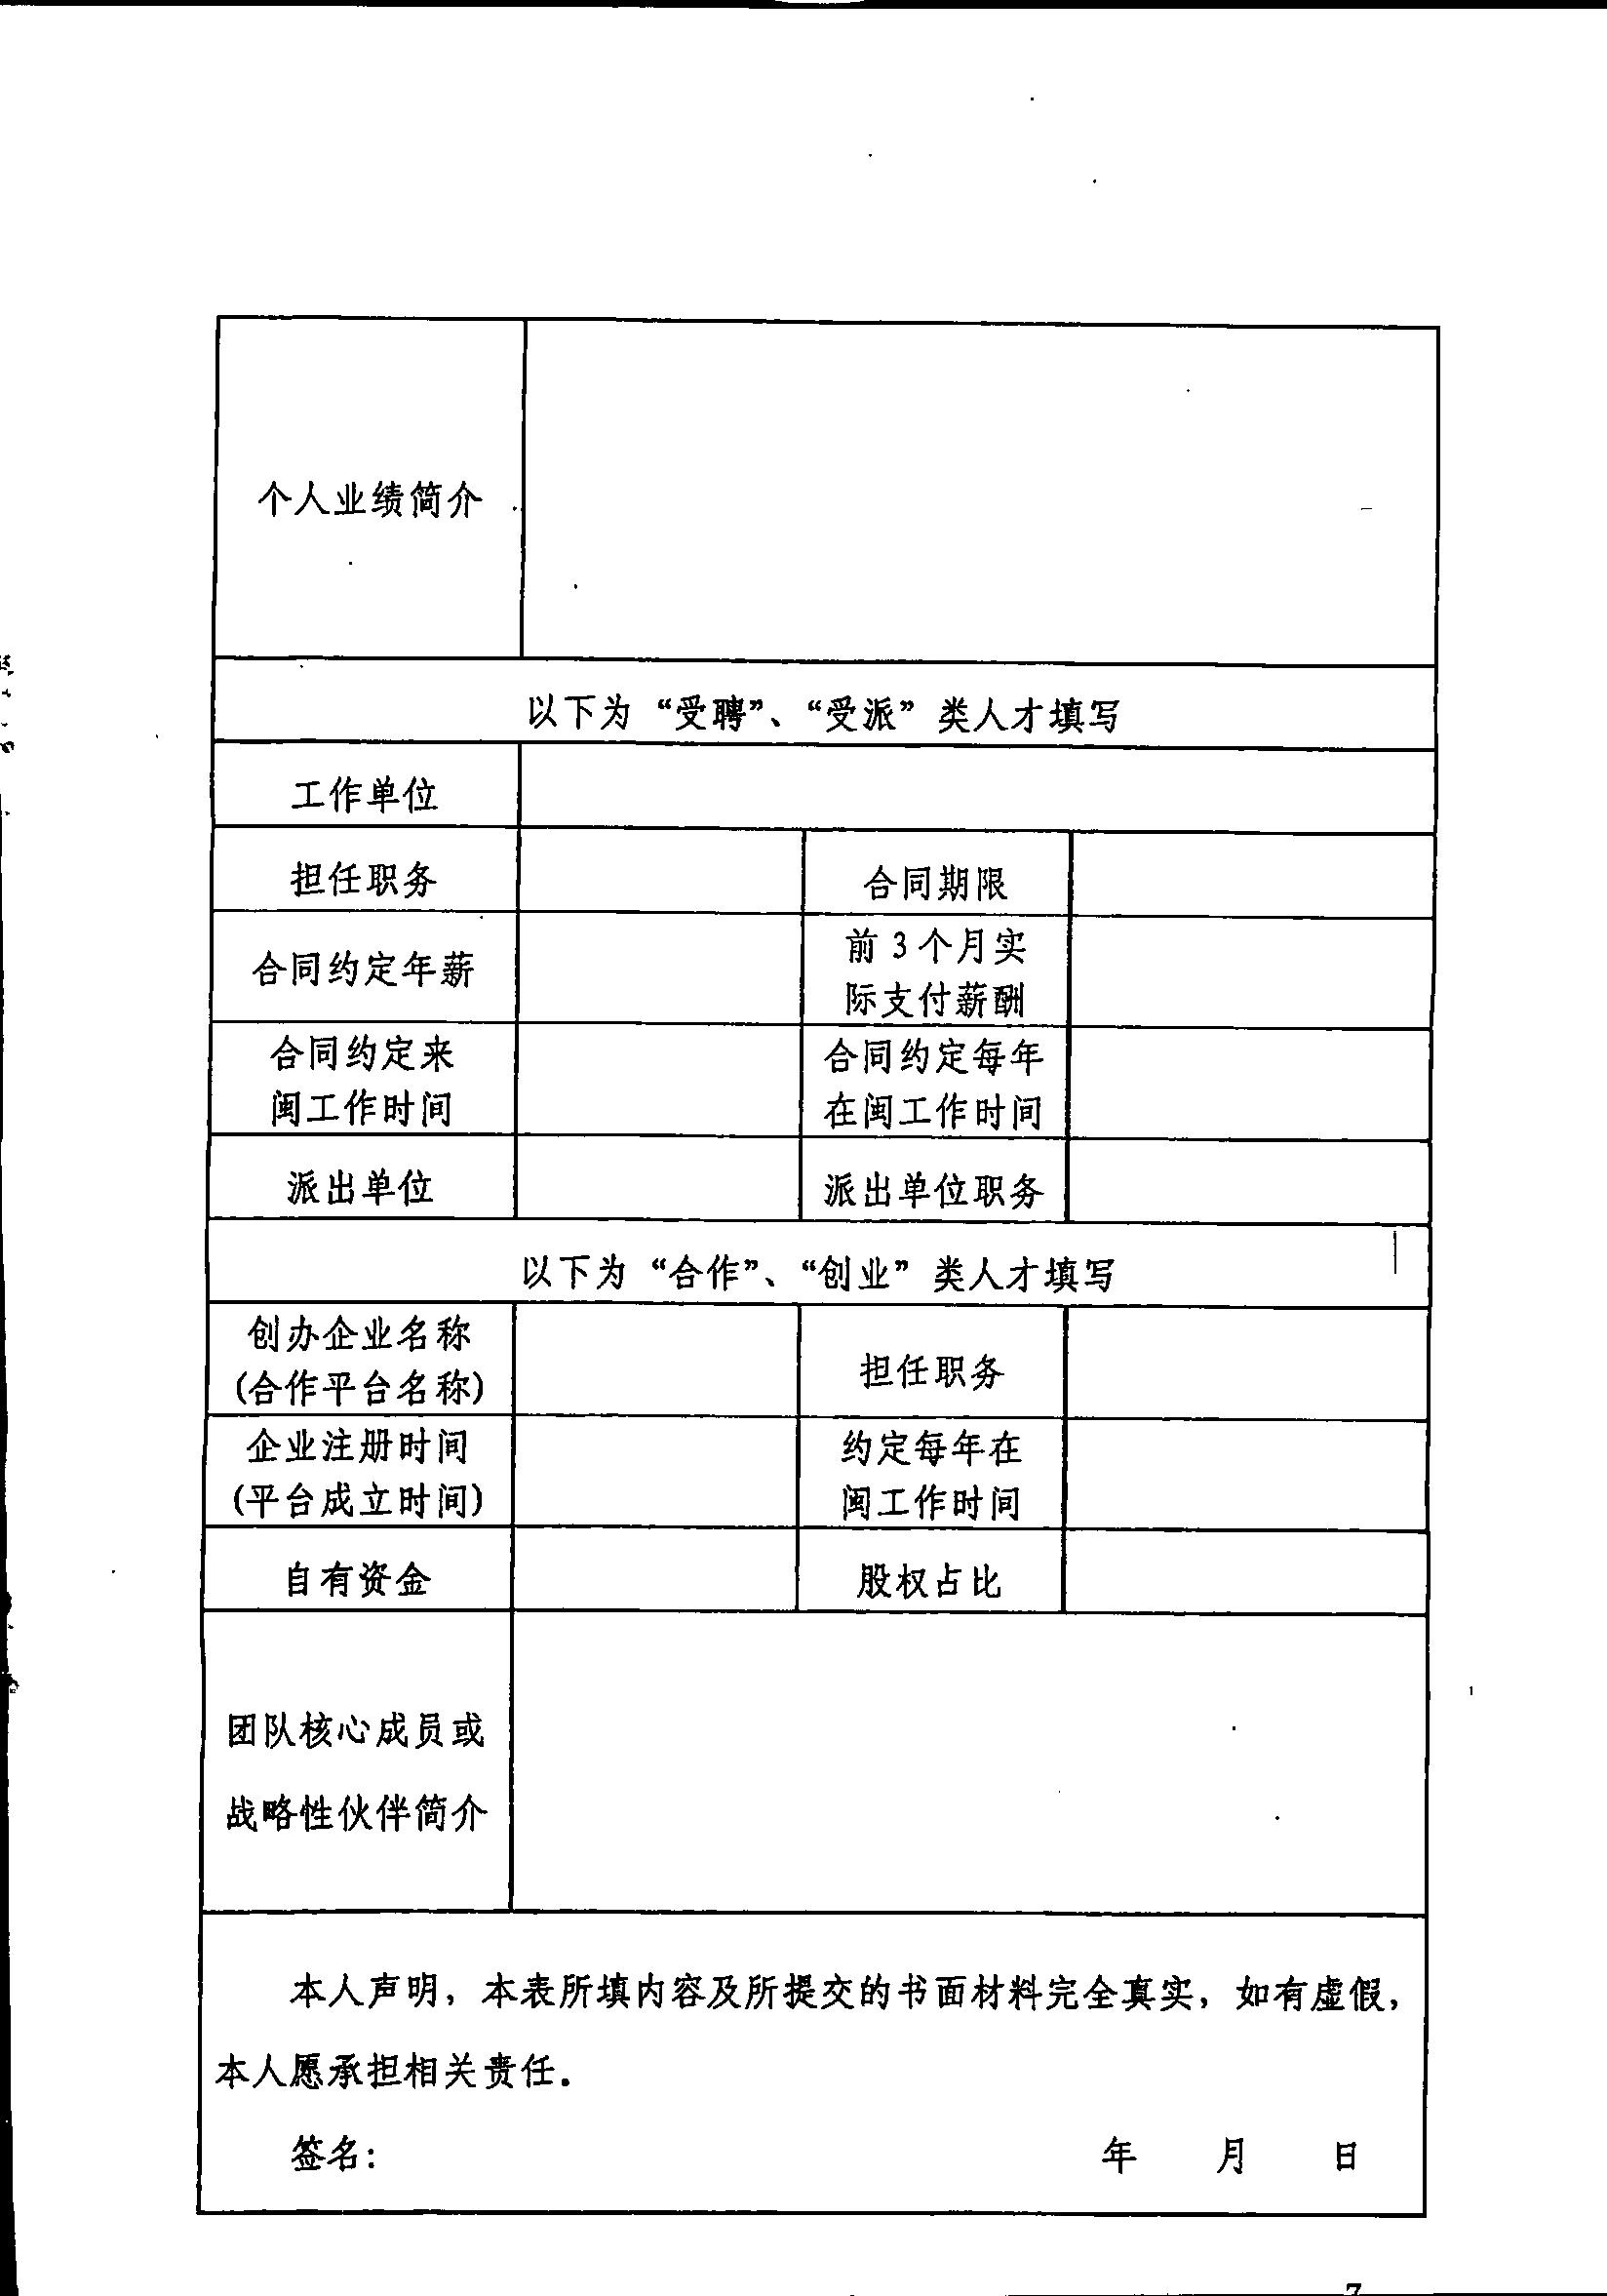 个人业绩简介
以下为“受聘”、“受派”类人才填写
工作单位
担任职务
合同期限
合同约定年薪
前3个月实
际支付薪酬
合同约定来
闽工作时间
合同约定每年
在闽工作时间
派出单位
派出单位职务
以下为“合作”、“创业”类人才填写
创办企业名称
(合作平台名称)
担任职务
企业注册时间
(平台成立时间)
约定每年在
闽工作时间
自有资金
股权占比
团队核心成员或
战略性伙伴简介
本人声明，本表所填内容及所提交的书面材料完全真实，如有虚假，
本人愿承担相关责任。
签名： 年 月 日